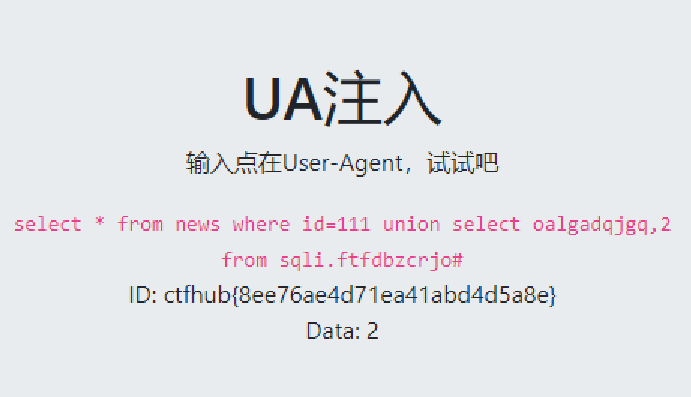 UA注入
输入点在User-Agent，试试吧
select * from news where id=111 union select oalgadqjgq,2
from sqli.ftfdbzcrjo#
ID: ctfhub{8ee76ae4d71ea41abd4d5a8e}
Data: 2